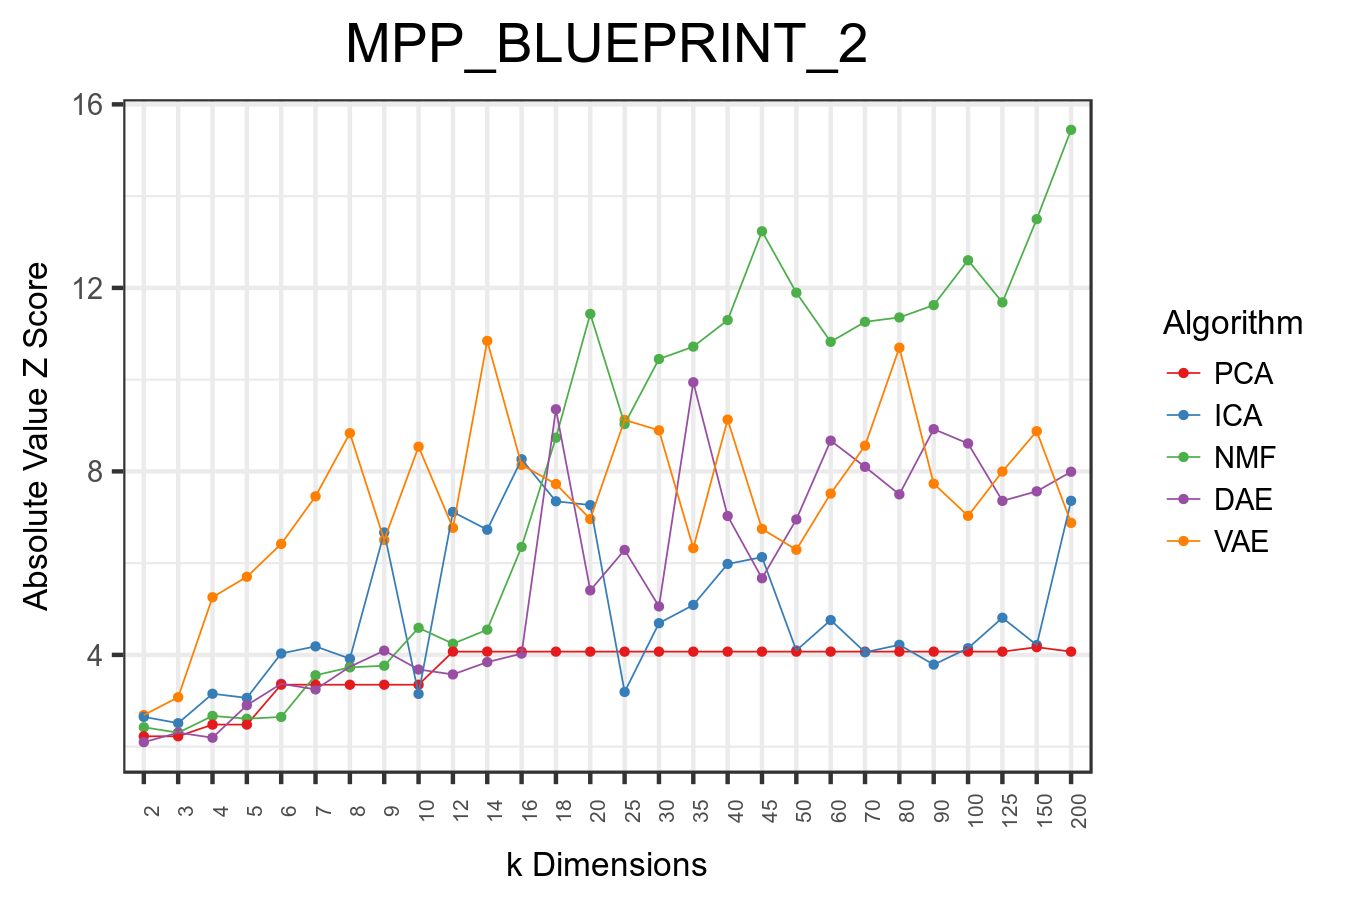 MPP_BLUEPRINT_2
Absolute Value Z Score
16
12
8
4
2 3 4 5 6 7 8 9 10 12 14 16 18 20 25 30 35 40 45 50 60 70 80 90 100 125 150 200
k Dimensions
Algorithm
PCA
ICA
NMF
DAE
VAE